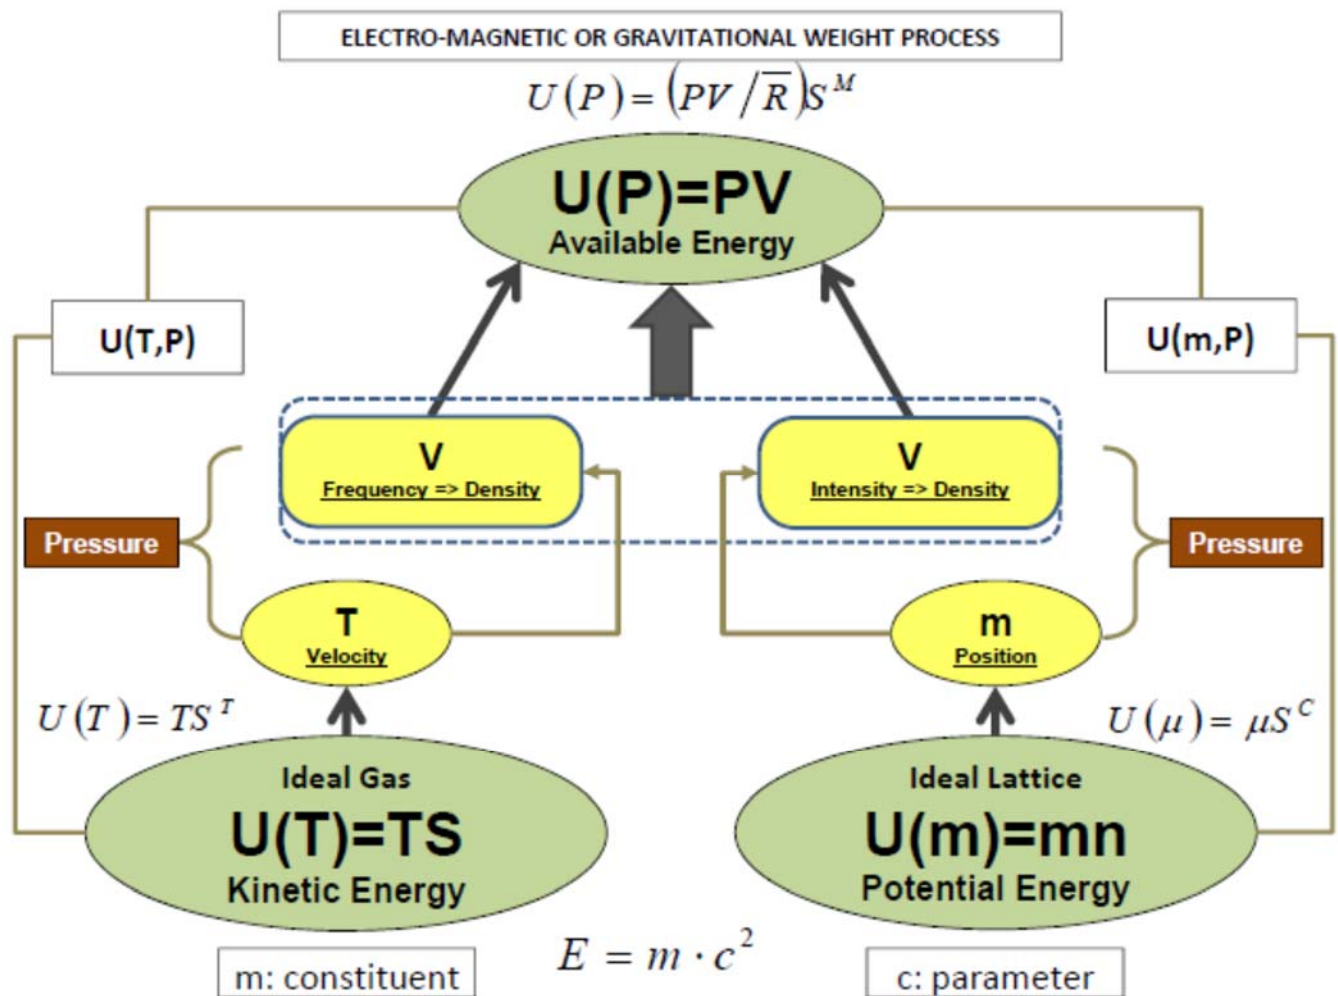 ELECTRO-MAGNETIC OR GRAVITATIONAL WEIGHT PROCESS
U(P) = (PV/R̅)S^M
U(P)=PV
Available Energy
U(T,P)
U(m,P)
V
Frequency => Density
V
Intensity => Density
Pressure
Pressure
T
Velocity
m
Position
U(T) = TS^T
U(μ) = μS^C
Ideal Gas
U(T)=TS
Kinetic Energy
Ideal Lattice
U(m)=mn
Potential Energy
E = m · c²
m: constituent
c: parameter